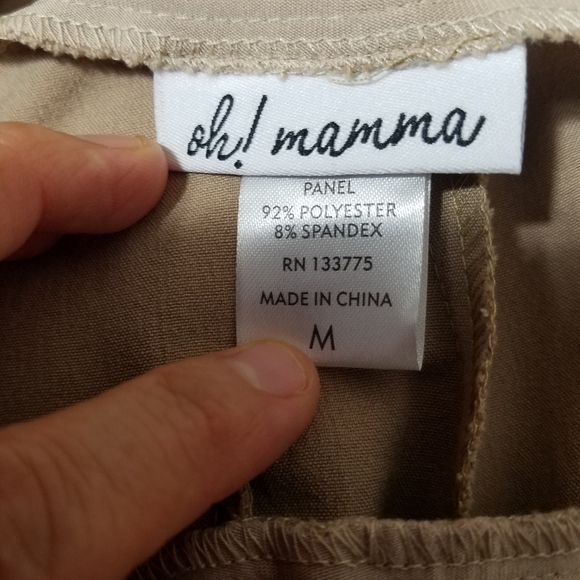 oh! mamma
PANEL
92% POLYESTER
8% SPANDEX
RN 133775
MADE IN CHINA
M